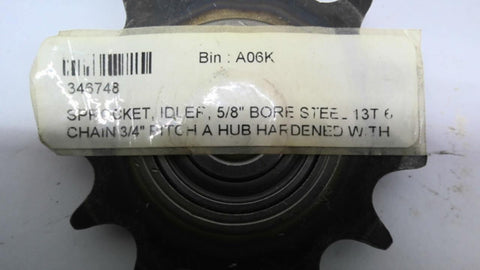 Bin : A06K
346748
SPROCKET, IDLER, 5/8" BORE STEEL 13T 6
CHAIN 3/4" PITCH A HUB HARDENED WITH